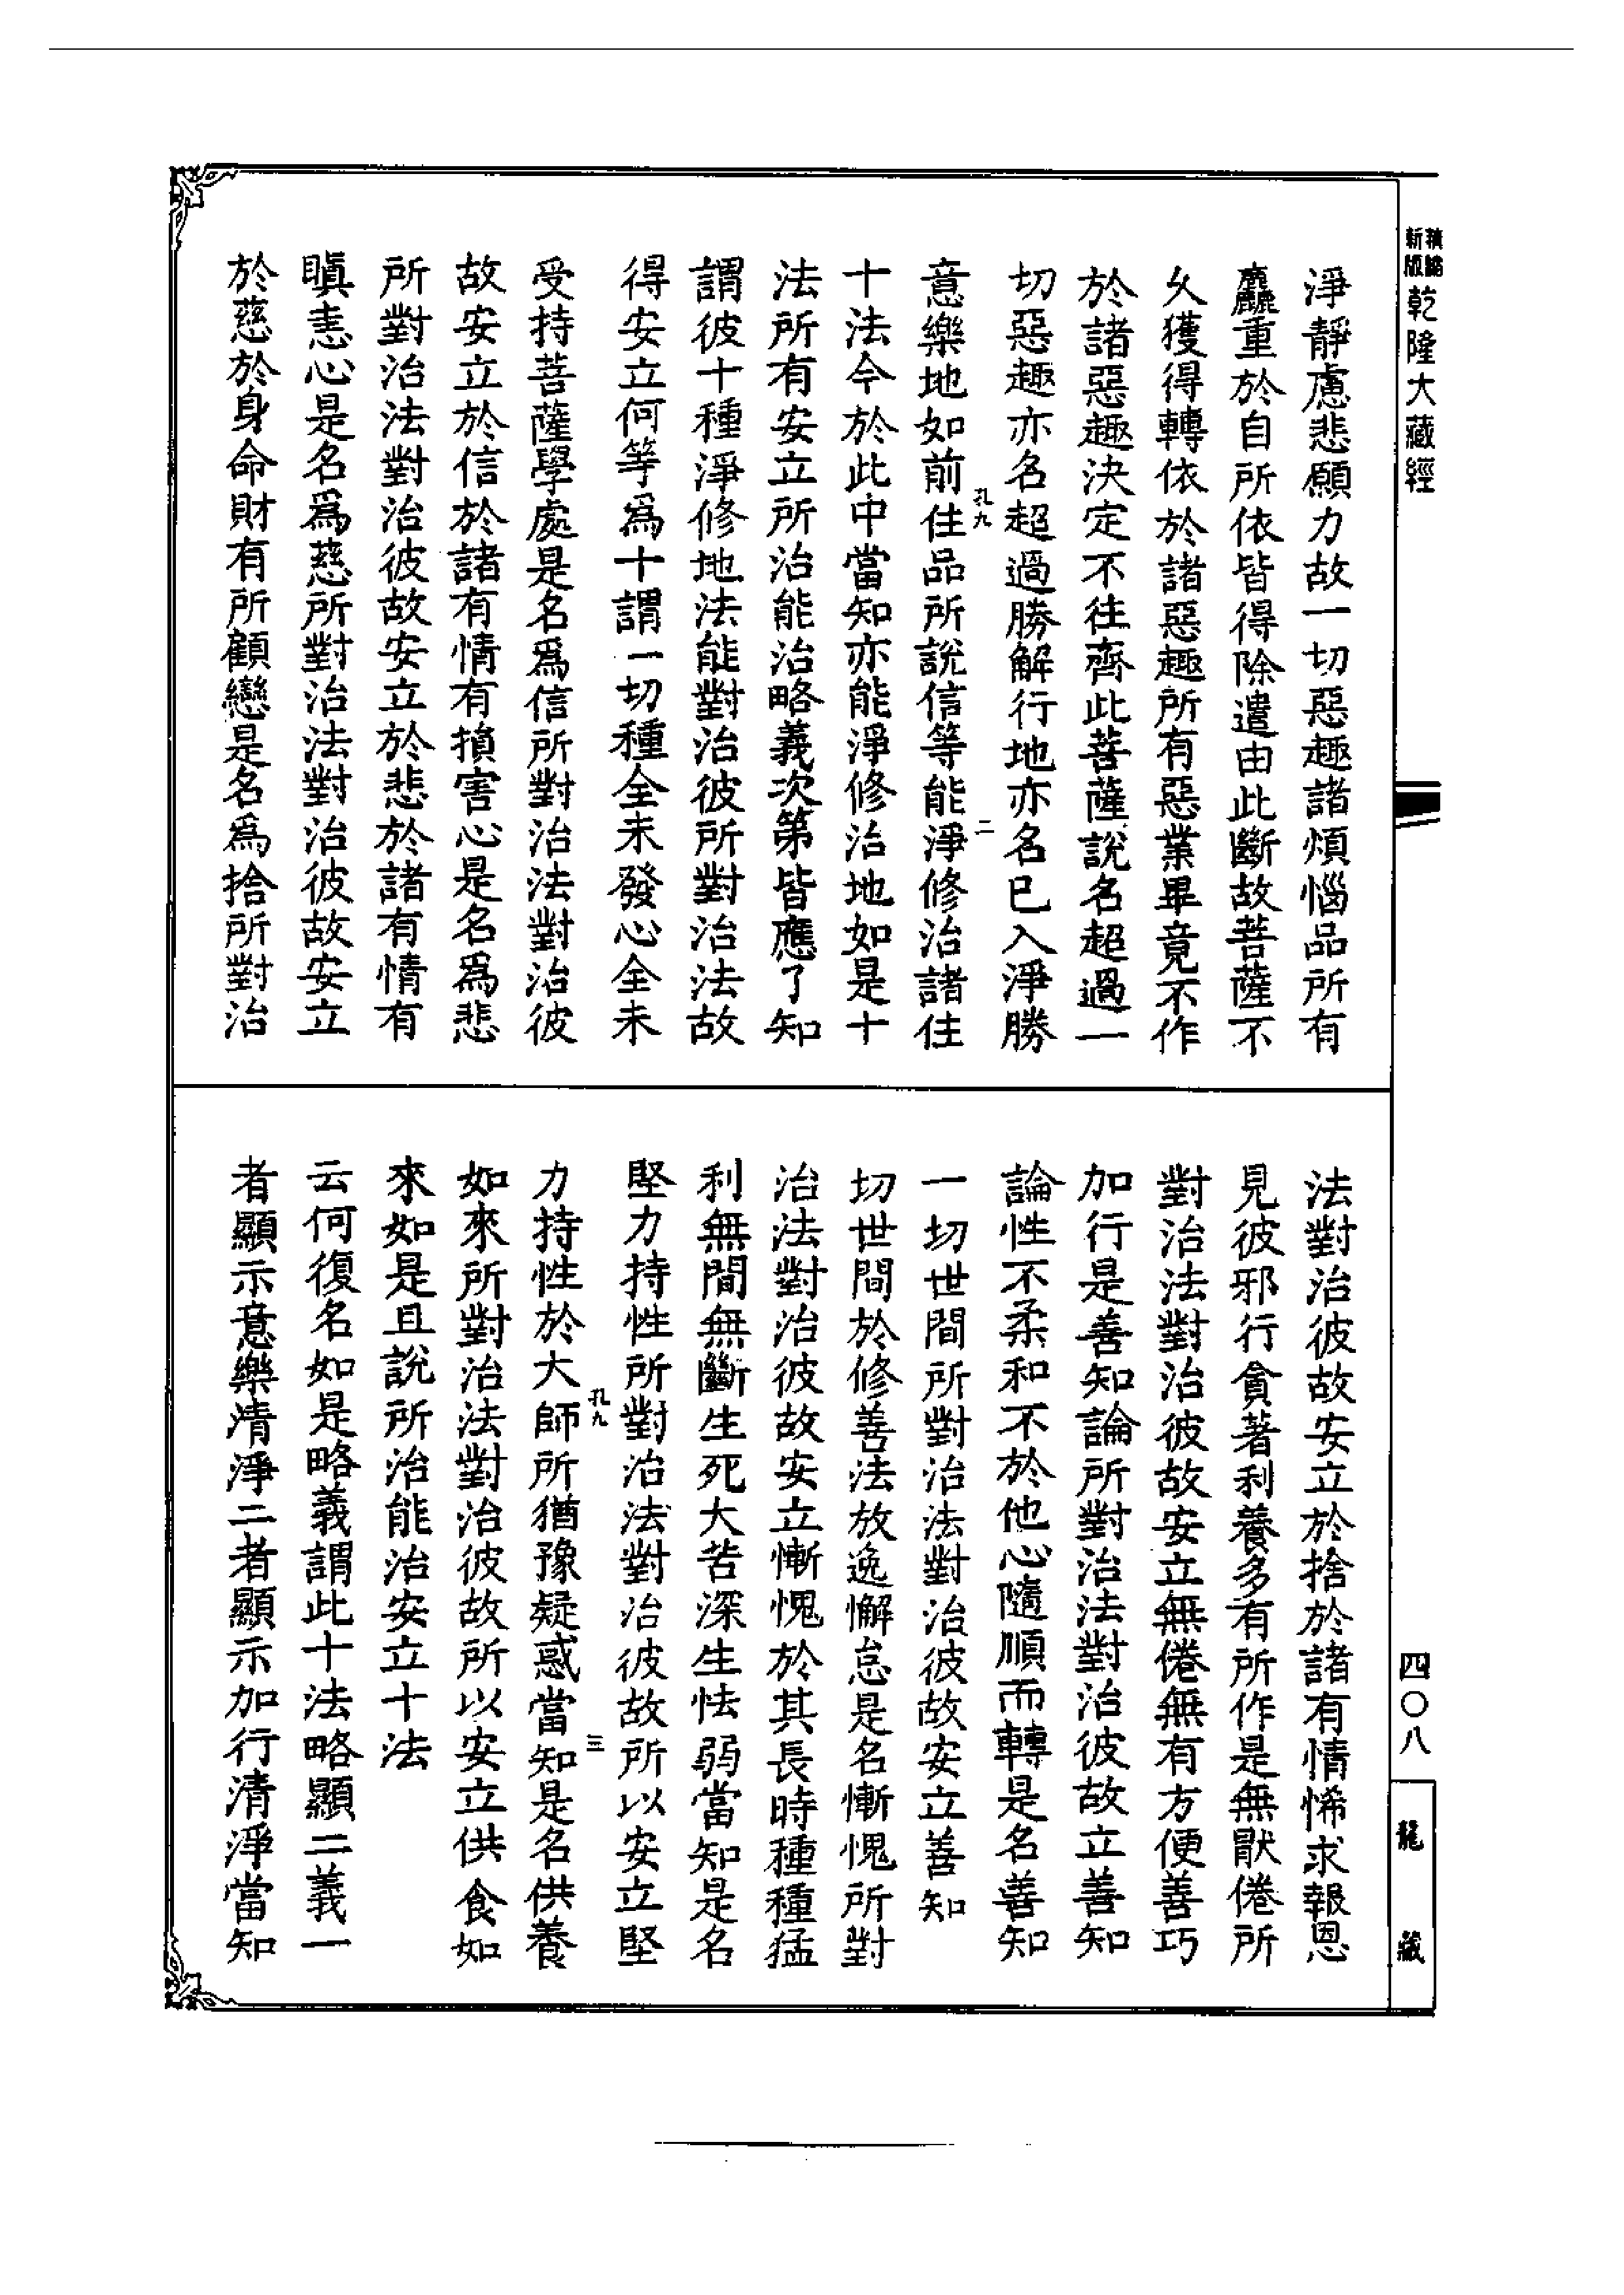 新版 精縮 乾隆大藏經
淨靜慮悲願力故一切惡趣諸煩惱品所有
麤重於自所依皆得除遣由此斷故菩薩不
久獲得轉依於諸惡趣所有惡業畢竟不作
於諸惡趣決定不往齊此菩薩說名超過一
切惡趣亦名超過勝解行地亦名已入淨勝
孔九 二
意樂地如前住品所說信等能淨修治諸住
十法今於此中當知亦能淨修治地如是十
法所有安立所治能治略義次第皆應了知
謂彼十種淨修地法能對治彼所對治法故
得安立何等爲十謂一切種全未發心全未
受持菩薩學處是名爲信所對治法對治彼
故安立於信於諸有情有損害心是名爲悲
所對治法對治彼故安立於悲於諸有情有
瞋恚心是名爲慈所對治法對治彼故安立
於慈於身命財有所顧戀是名爲捨所對治
法對治彼故安立於捨於諸有情悕求報恩
見彼邪行貪著利養多有所作是無猒倦所
對治法對治彼故安立無倦無有方便善巧
加行是善知論所對治法對治彼故立善知
論性不柔和不於他心隨順而轉是名善知
一切世間所對治法對治彼故安立善知
切世間於修善法放逸懈怠是名慚愧所對
治法對治彼故安立慚愧於其長時種種猛
利無間無斷生死大苦深生怯弱當知是名
堅力持性所對治法對治彼故所以安立堅
孔九 三
力持性於大師所猶豫疑惑當知是名供養
如來所對治法對治彼故所以安立供食如
來如是且說所治能治安立十法
云何復名如是略義謂此十法略顯二義一
者顯示意樂清淨二者顯示加行清淨當知
四〇八
龍藏